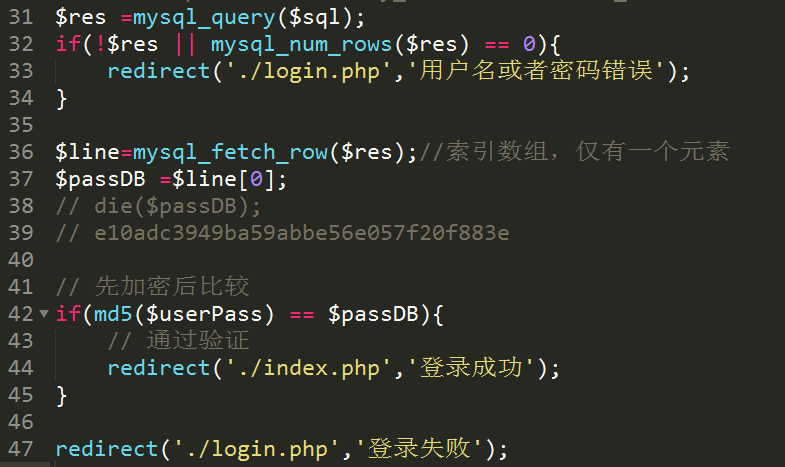 31 $res =mysql_query($sql);
32 if(!$res || mysql_num_rows($res) == 0){
33     redirect('./login.php','用户名或者密码错误');
34 }
35
36 $line=mysql_fetch_row($res);//索引数组，仅有一个元素
37 $passDB =$line[0];
38 // die($passDB);
39 // e10adc3949ba59abbe56e057f20f883e
40
41 // 先加密后比较
42 if(md5($userPass) == $passDB){
43     // 通过验证
44     redirect('./index.php','登录成功');
45 }
46
47 redirect('./login.php','登录失败');